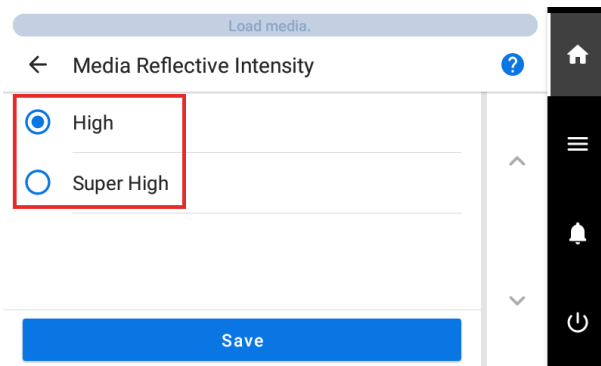 Load media.
Media Reflective Intensity
?
High
Super High
Save